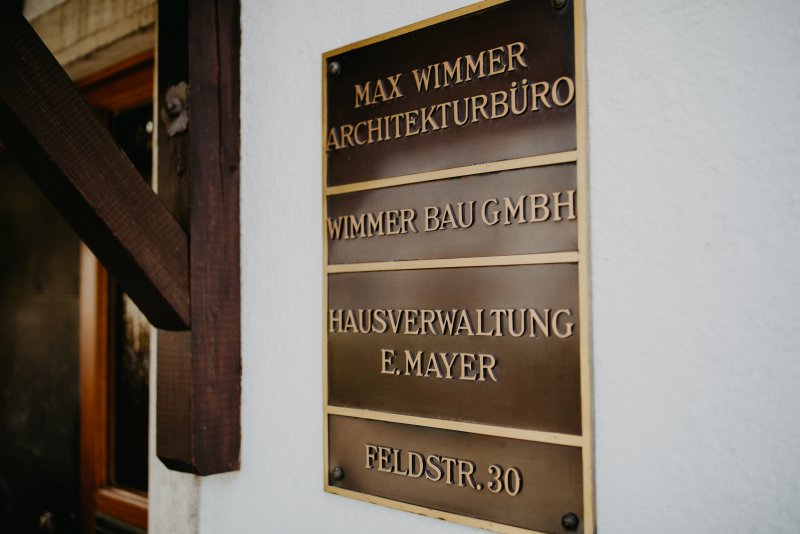 MAX WIMMER
ARCHITEKTURBÜRO
WIMMER BAU GMBH
HAUSVERWALTUNG
E. MAYER
FELDSTR. 30